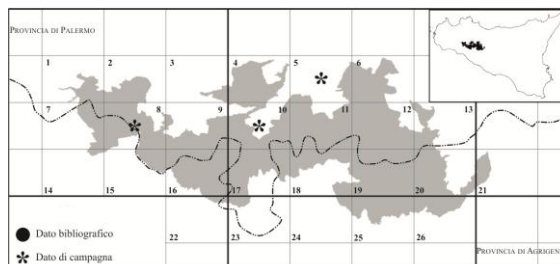 PROVINCIA DI PALERMO
1 2 3 4 5 6
7 8 9 10 11 12 13
14 15 16 17 18 19 20 21
Dato bibliografico
Dato di campagna
22 23 24 25 26
PROVINCIA DI AGRIGEN